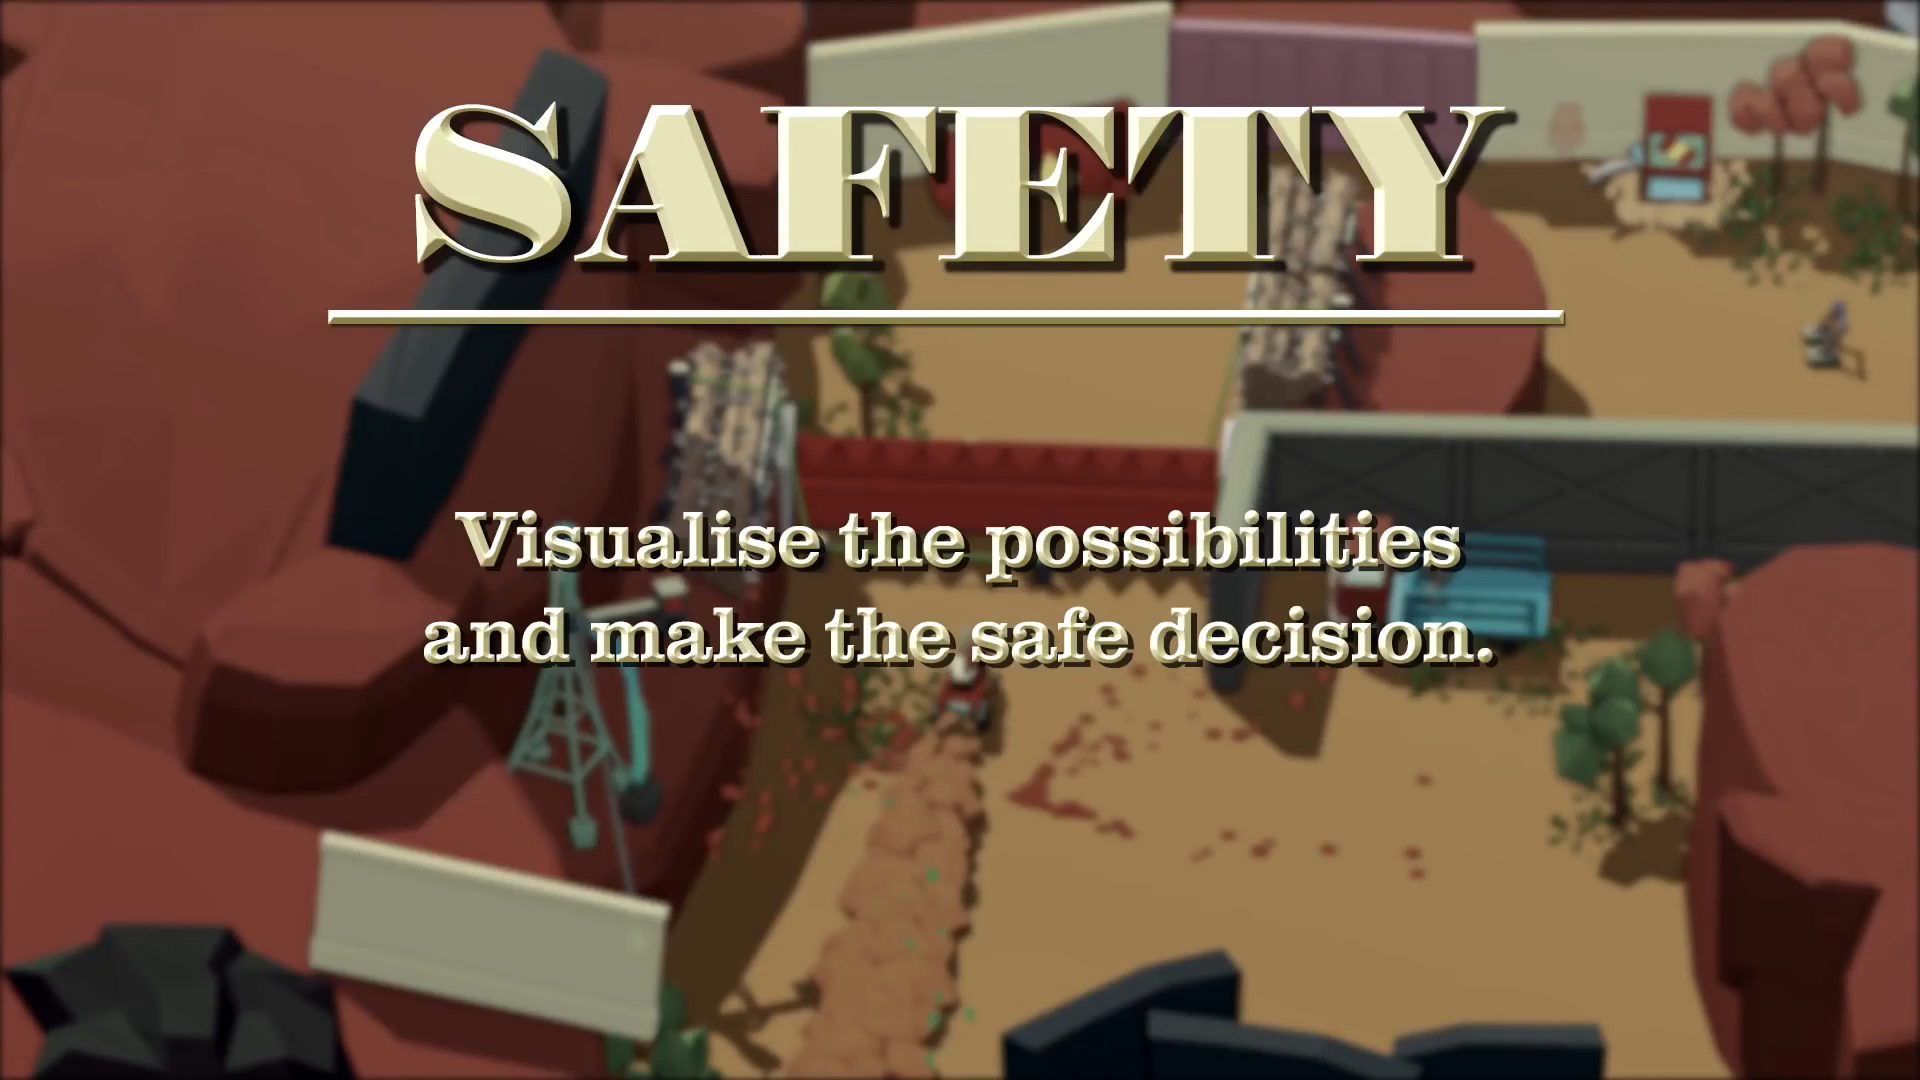 SAFETY
Visualise the possibilities
and make the safe decision.